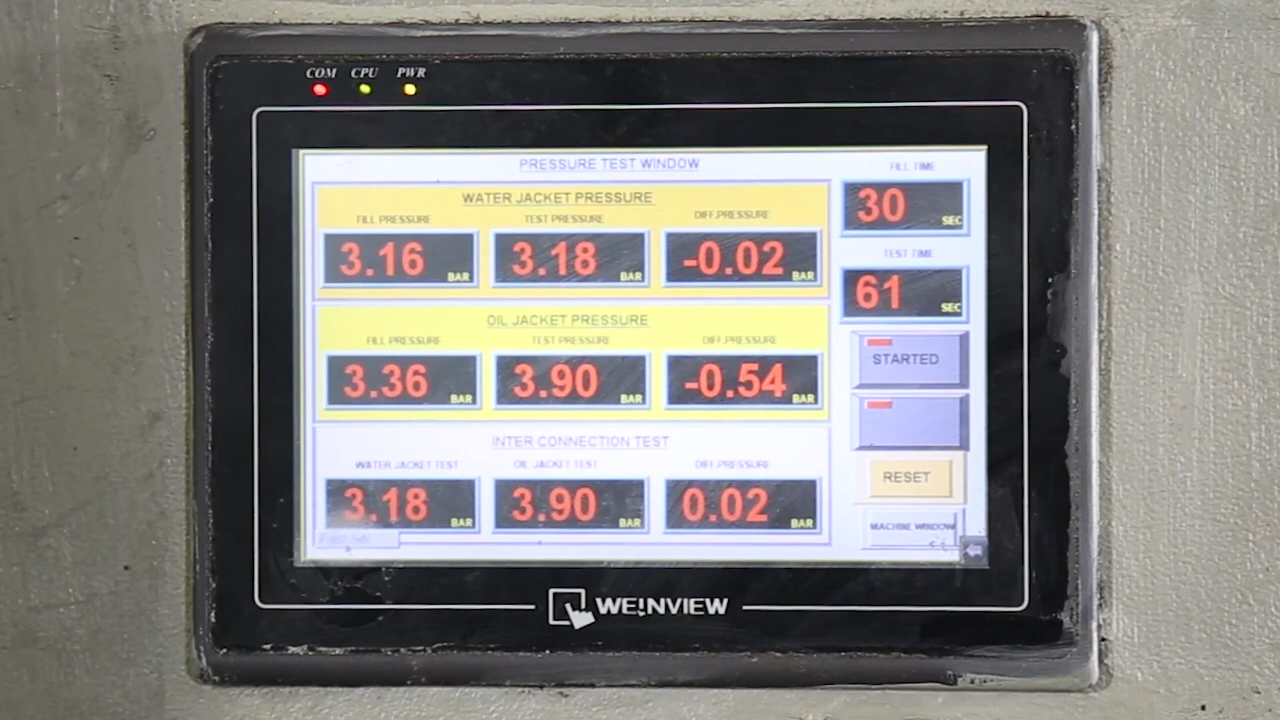 COM CPU PWR
PRESSURE TEST WINDOW
WATER JACKET PRESSURE
FILL PRESSURE TEST PRESSURE DIFF.PRESSURE
3.16 BAR 3.18 BAR -0.02 BAR
OIL JACKET PRESSURE
FILL PRESSURE TEST PRESSURE DIFF.PRESSURE
3.36 BAR 3.90 BAR -0.54 BAR
INTER CONNECTION TEST
WATER JACKET TEST OIL JACKET TEST DIFF.PRESSURE
3.18 BAR 3.90 BAR 0.02 BAR
FILL TIME
30 SEC
TEST TIME
61 SEC
STARTED
RESET
MACHINE WINDOW
WEINVIEW